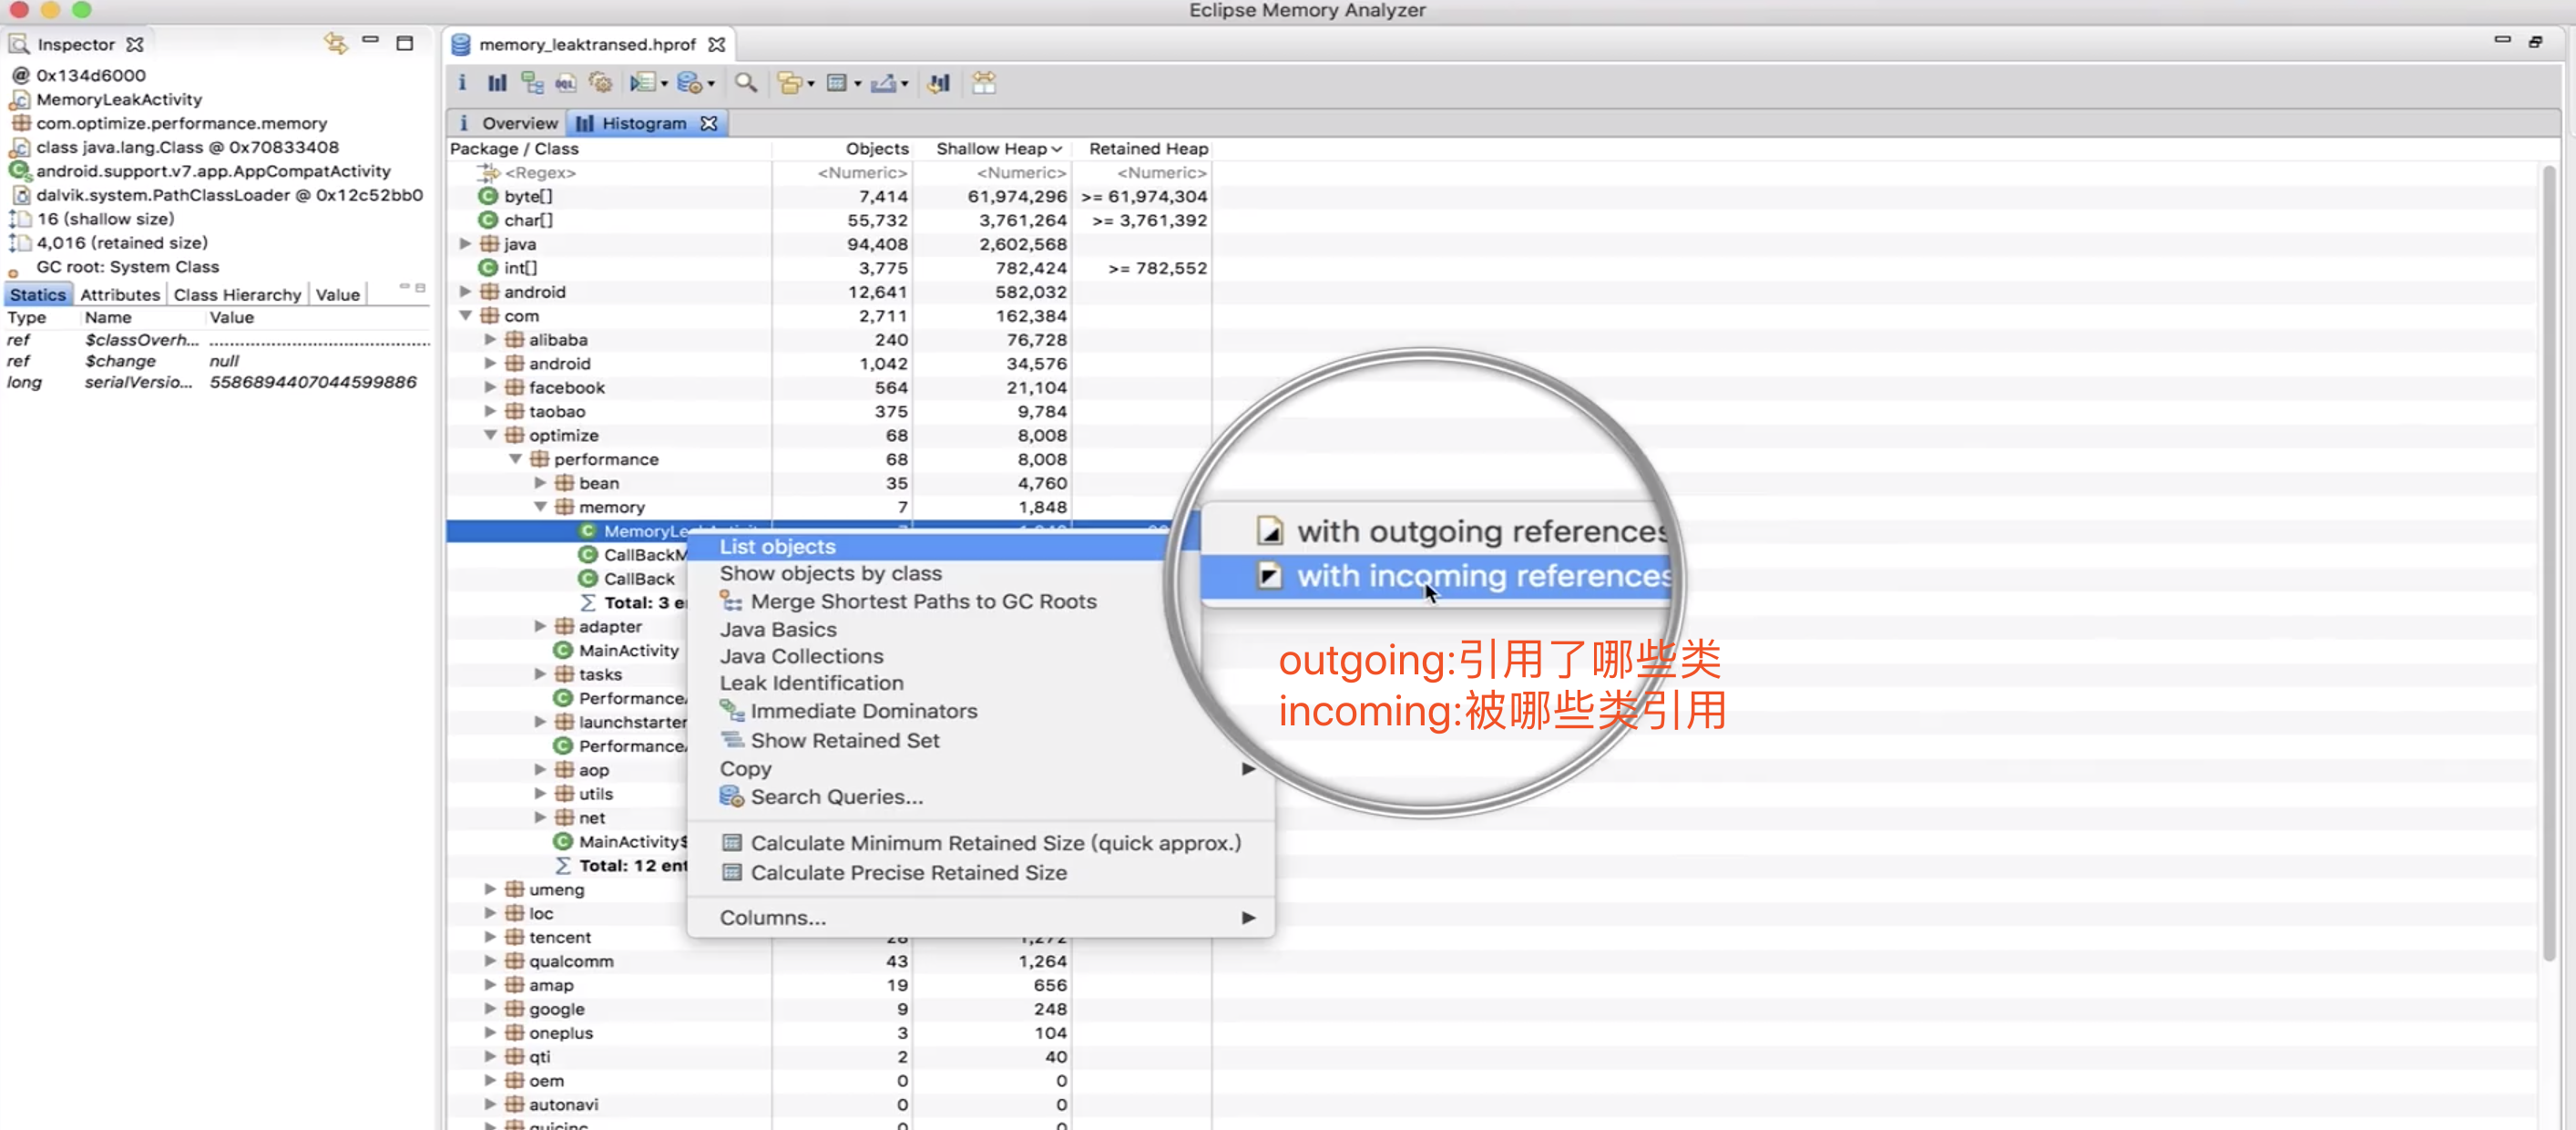 Eclipse Memory Analyzer
Inspector
0x134d6000
MemoryLeakActivity
com.optimize.performance.memory
class java.lang.Class @ 0x70833408
android.support.v7.app.AppCompatActivity
dalvik.system.PathClassLoader @ 0x12c52bb0
16 (shallow size)
4,016 (retained size)
GC root: System Class
Statics Attributes Class Hierarchy Value
Type Name Value
ref $classOverh... ........................................
ref $change null
long serialVersio... 5586894407044599886
memory_leaktransed.hprof
Overview Histogram
Package / Class Objects Shallow Heap Retained Heap
<Regex> <Numeric> <Numeric> <Numeric>
byte[] 7,414 61,974,296 >= 61,974,304
char[] 55,732 3,761,264 >= 3,761,392
java 94,408 2,602,568
int[] 3,775 782,424 >= 782,552
android 12,641 582,032
com 2,711 162,384
alibaba 240 76,728
android 1,042 34,576
facebook 564 21,104
taobao 375 9,784
optimize 68 8,008
performance 68 8,008
bean 35 4,760
memory 7 1,848
MemoryLe
CallBackM
CallBack
Total: 3 e
adapter
MainActivity
tasks
Performance
launchstarter
Performance
aop
utils
net
MainActivity$
Total: 12 ent
umeng
loc
tencent 28 1,272
qualcomm 43 1,264
amap 19 656
google 9 248
oneplus 3 104
qti 2 40
oem 0 0
autonavi 0 0
quicinc 0 0
List objects
Show objects by class
Merge Shortest Paths to GC Roots
Java Basics
Java Collections
Leak Identification
Immediate Dominators
Show Retained Set
Copy
Search Queries...
Calculate Minimum Retained Size (quick approx.)
Calculate Precise Retained Size
Columns...
with outgoing references
with incoming references
outgoing:引用了哪些类
incoming:被哪些类引用